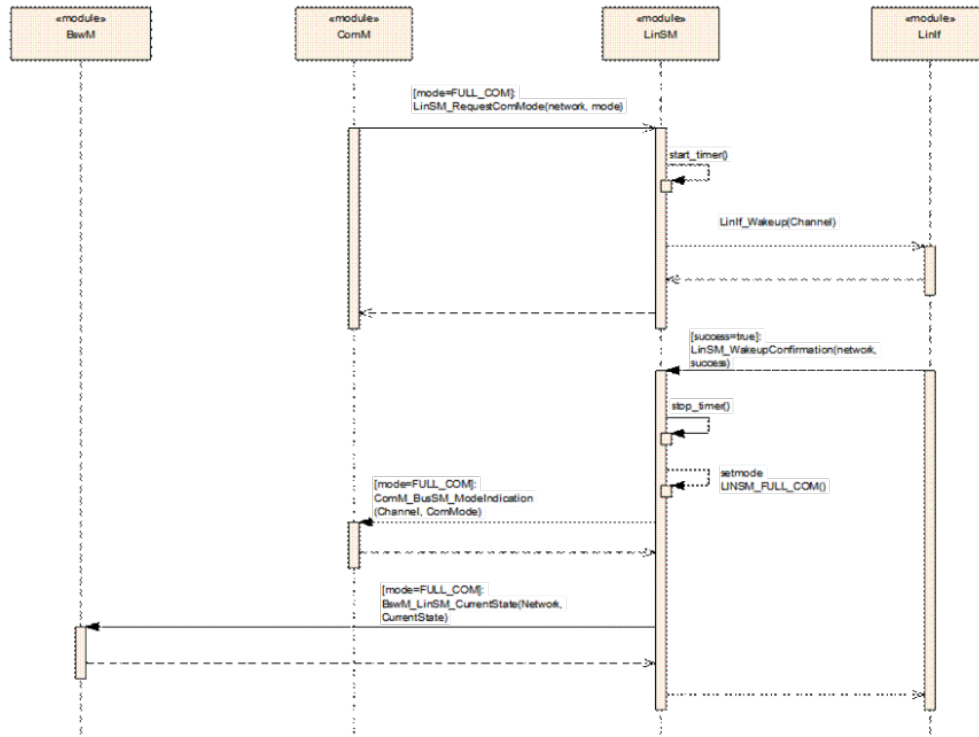 «module»
BswM
«module»
ComM
«module»
LinSM
«module»
LinIf
[mode=FULL_COM]:
LinSM_RequestComMode(network, mode)
start_timer()
LinIf_Wakeup(Channel)
[success=true]:
LinSM_WakeupConfirmation(network,
success)
stop_timer()
setmode
LINSM_FULL_COM()
[mode=FULL_COM]:
ComM_BusSM_ModeIndication
(Channel, ComMode)
[mode=FULL_COM]:
BswM_LinSM_CurrentState(Network,
CurrentState)